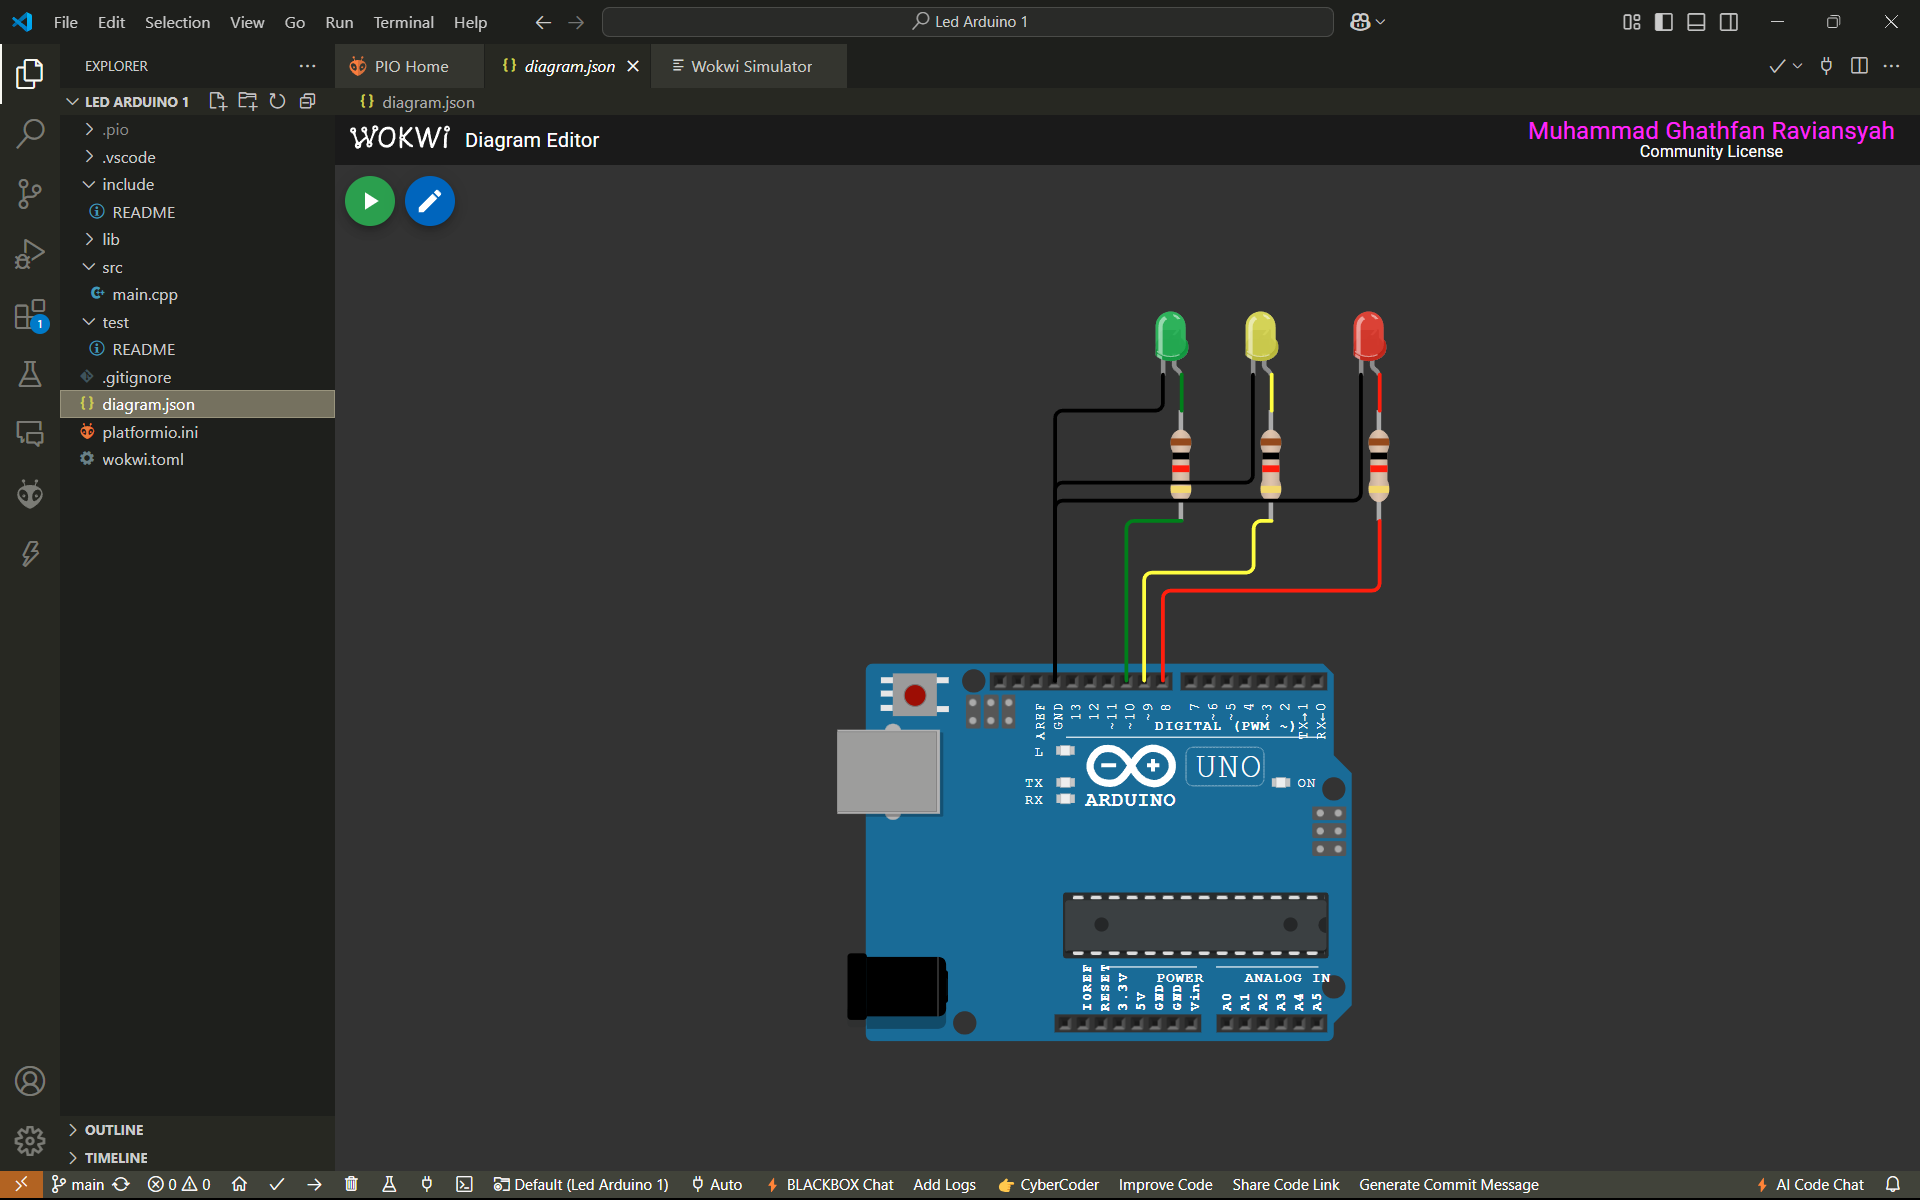 File Edit Selection View Go Run Terminal Help
Led Arduino 1
EXPLORER
PIO Home
diagram.json
Wokwi Simulator
LED ARDUINO 1
diagram.json
.pio
.vscode
include
README
lib
src
main.cpp
test
README
.gitignore
diagram.json
platformio.ini
wokwi.toml
WOKWi Diagram Editor
Muhammad Ghathfan Raviansyah
Community License
1
AREF
GND
13
12
~11
~10
~9
8
7
~6
~5
4
~3
2
TX→1
RX←0
DIGITAL (PWM ~)
L
TX
RX
UNO
ARDUINO
ON
IOREF
RESET
3.3V
5V
GND
GND
Vin
POWER
ANALOG IN
A0
A1
A2
A3
A4
A5
OUTLINE
TIMELINE
main 0 0 Default (Led Arduino 1) Auto BLACKBOX Chat Add Logs CyberCoder Improve Code Share Code Link Generate Commit Message AI Code Chat